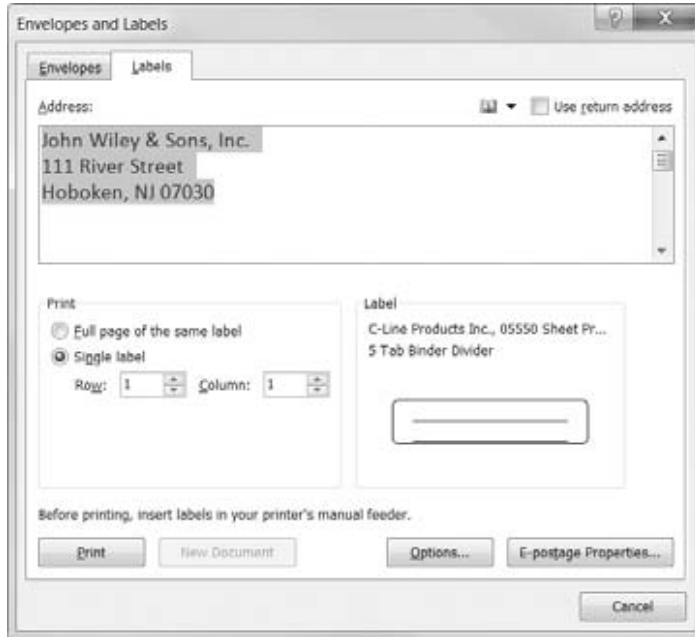 Envelopes and Labels
Envelopes Labels
Address: Use return address
John Wiley & Sons, Inc.
111 River Street
Hoboken, NJ 07030
Print
Full page of the same label
Single label
Row: 1 Column: 1
Label
C-Line Products Inc., 05550 Sheet Pr...
5 Tab Binder Divider
Before printing, insert labels in your printer's manual feeder.
Print New Document Options... E-postage Properties...
Cancel